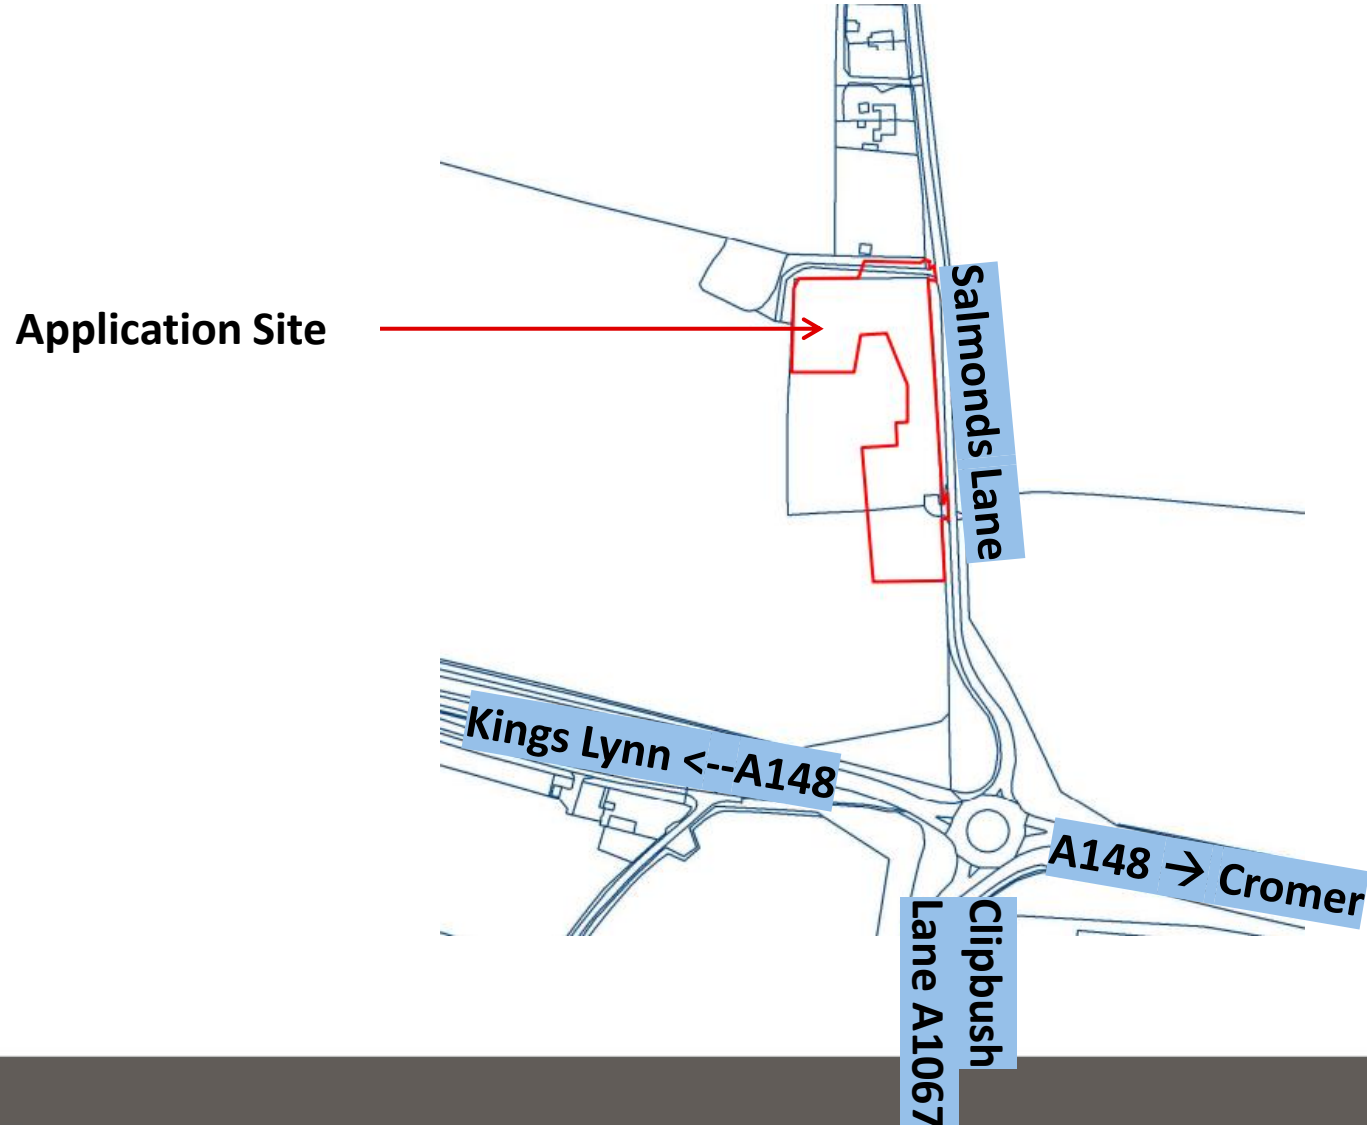 Salmonds Lane
Application Site
Kings Lynn <--A148
A148 → Cromer
Clipbush
Lane A1067